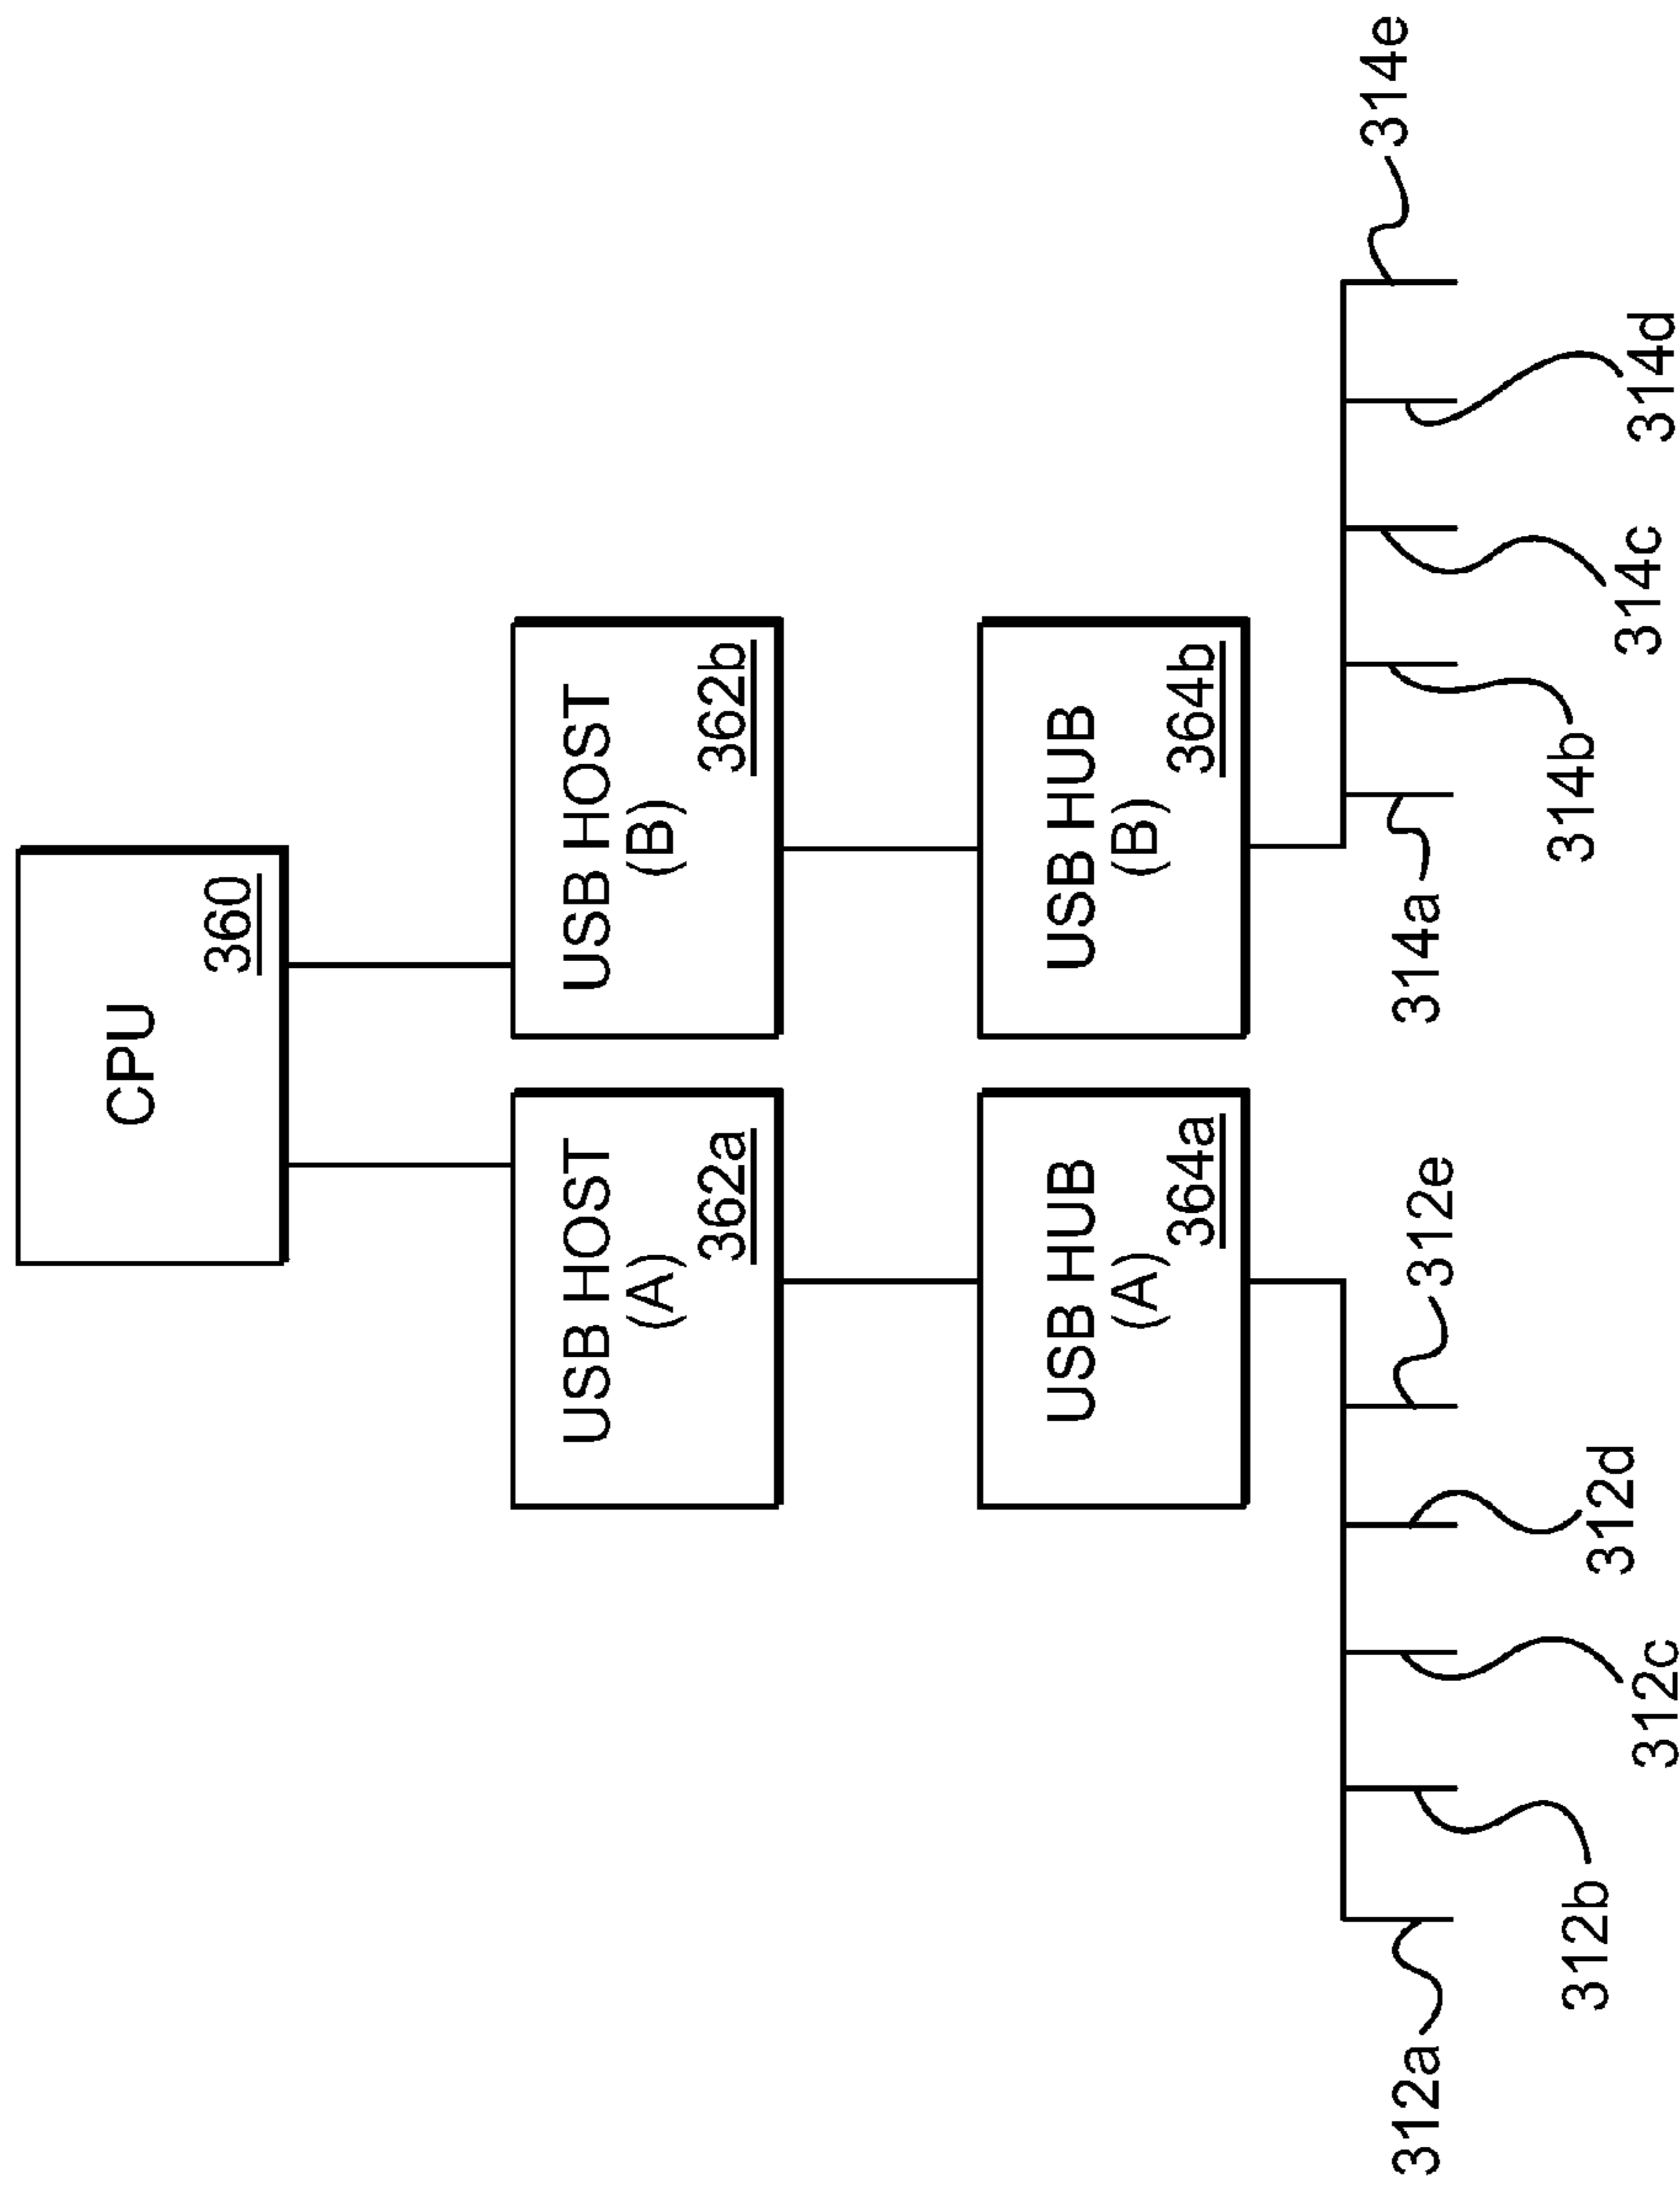 CPU
360
USB HOST
(A)
362a
USB HOST
(B)
362b
USB HUB
(A)
364a
USB HUB
(B)
364b
312a
312b
312c
312d
312e
314a
314b
314c
314d
314e